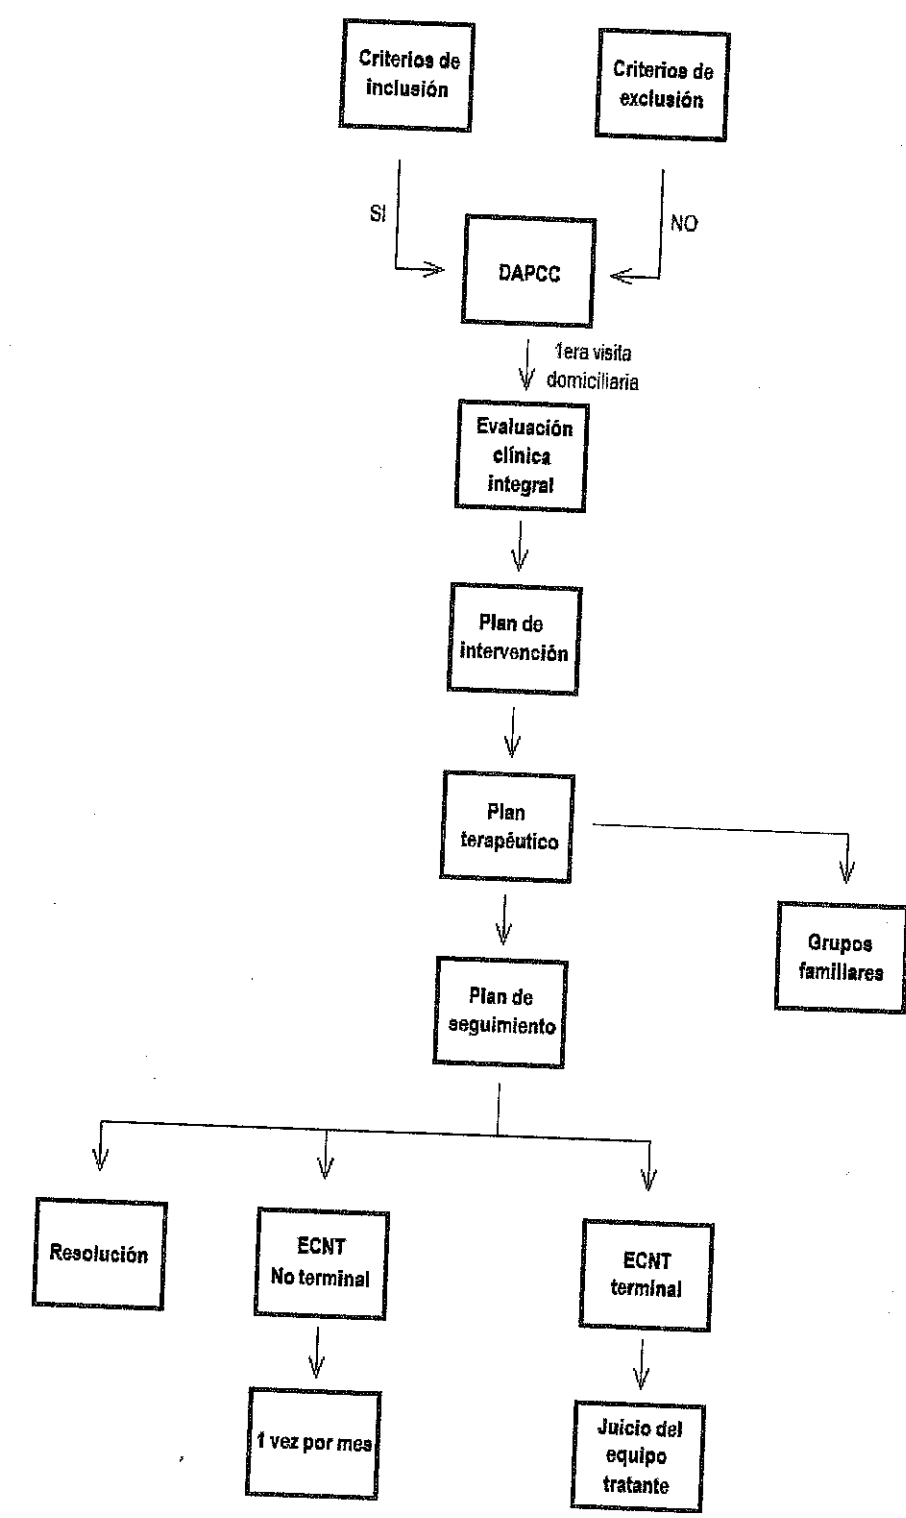 Criterios de
inclusión
Criterios de
exclusión
SI
NO
DAPCC
1era visita
domiciliaria
Evaluación
clínica
integral
Plan de
intervención
Plan
terapéutico
Grupos
familiares
Plan de
seguimiento
Resolución
ECNT
No terminal
ECNT
terminal
1 vez por mes
Juicio del
equipo
tratante